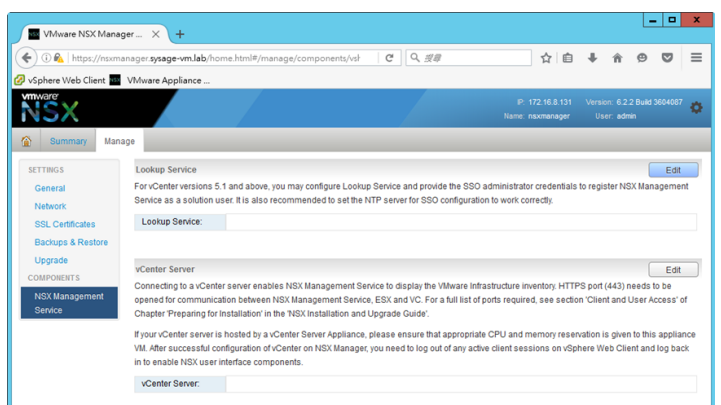 VMware NSX Manager ...
https://nsxmanager.sysage-vm.lab/home.html#/manage/components/vsl
搜尋
vSphere Web Client
VMware Appliance ...
vmware
NSX
IP: 172.16.8.131 Version: 6.2.2 Build 3604087
Name: nsxmanager User: admin
Summary
Manage
SETTINGS
General
Network
SSL Certificates
Backups & Restore
Upgrade
COMPONENTS
NSX Management
Service
Lookup Service
Edit
For vCenter versions 5.1 and above, you may configure Lookup Service and provide the SSO administrator credentials to register NSX Management
Service as a solution user. It is also recommended to set the NTP server for SSO configuration to work correctly.
Lookup Service:
vCenter Server
Edit
Connecting to a vCenter server enables NSX Management Service to display the VMware Infrastructure inventory. HTTPS port (443) needs to be
opened for communication between NSX Management Service, ESX and VC. For a full list of ports required, see section 'Client and User Access' of
Chapter 'Preparing for Installation' in the 'NSX Installation and Upgrade Guide'.
If your vCenter server is hosted by a vCenter Server Appliance, please ensure that appropriate CPU and memory reservation is given to this appliance
VM. After successful configuration of vCenter on NSX Manager, you need to log out of any active client sessions on vSphere Web Client and log back
in to enable NSX user interface components.
vCenter Server: